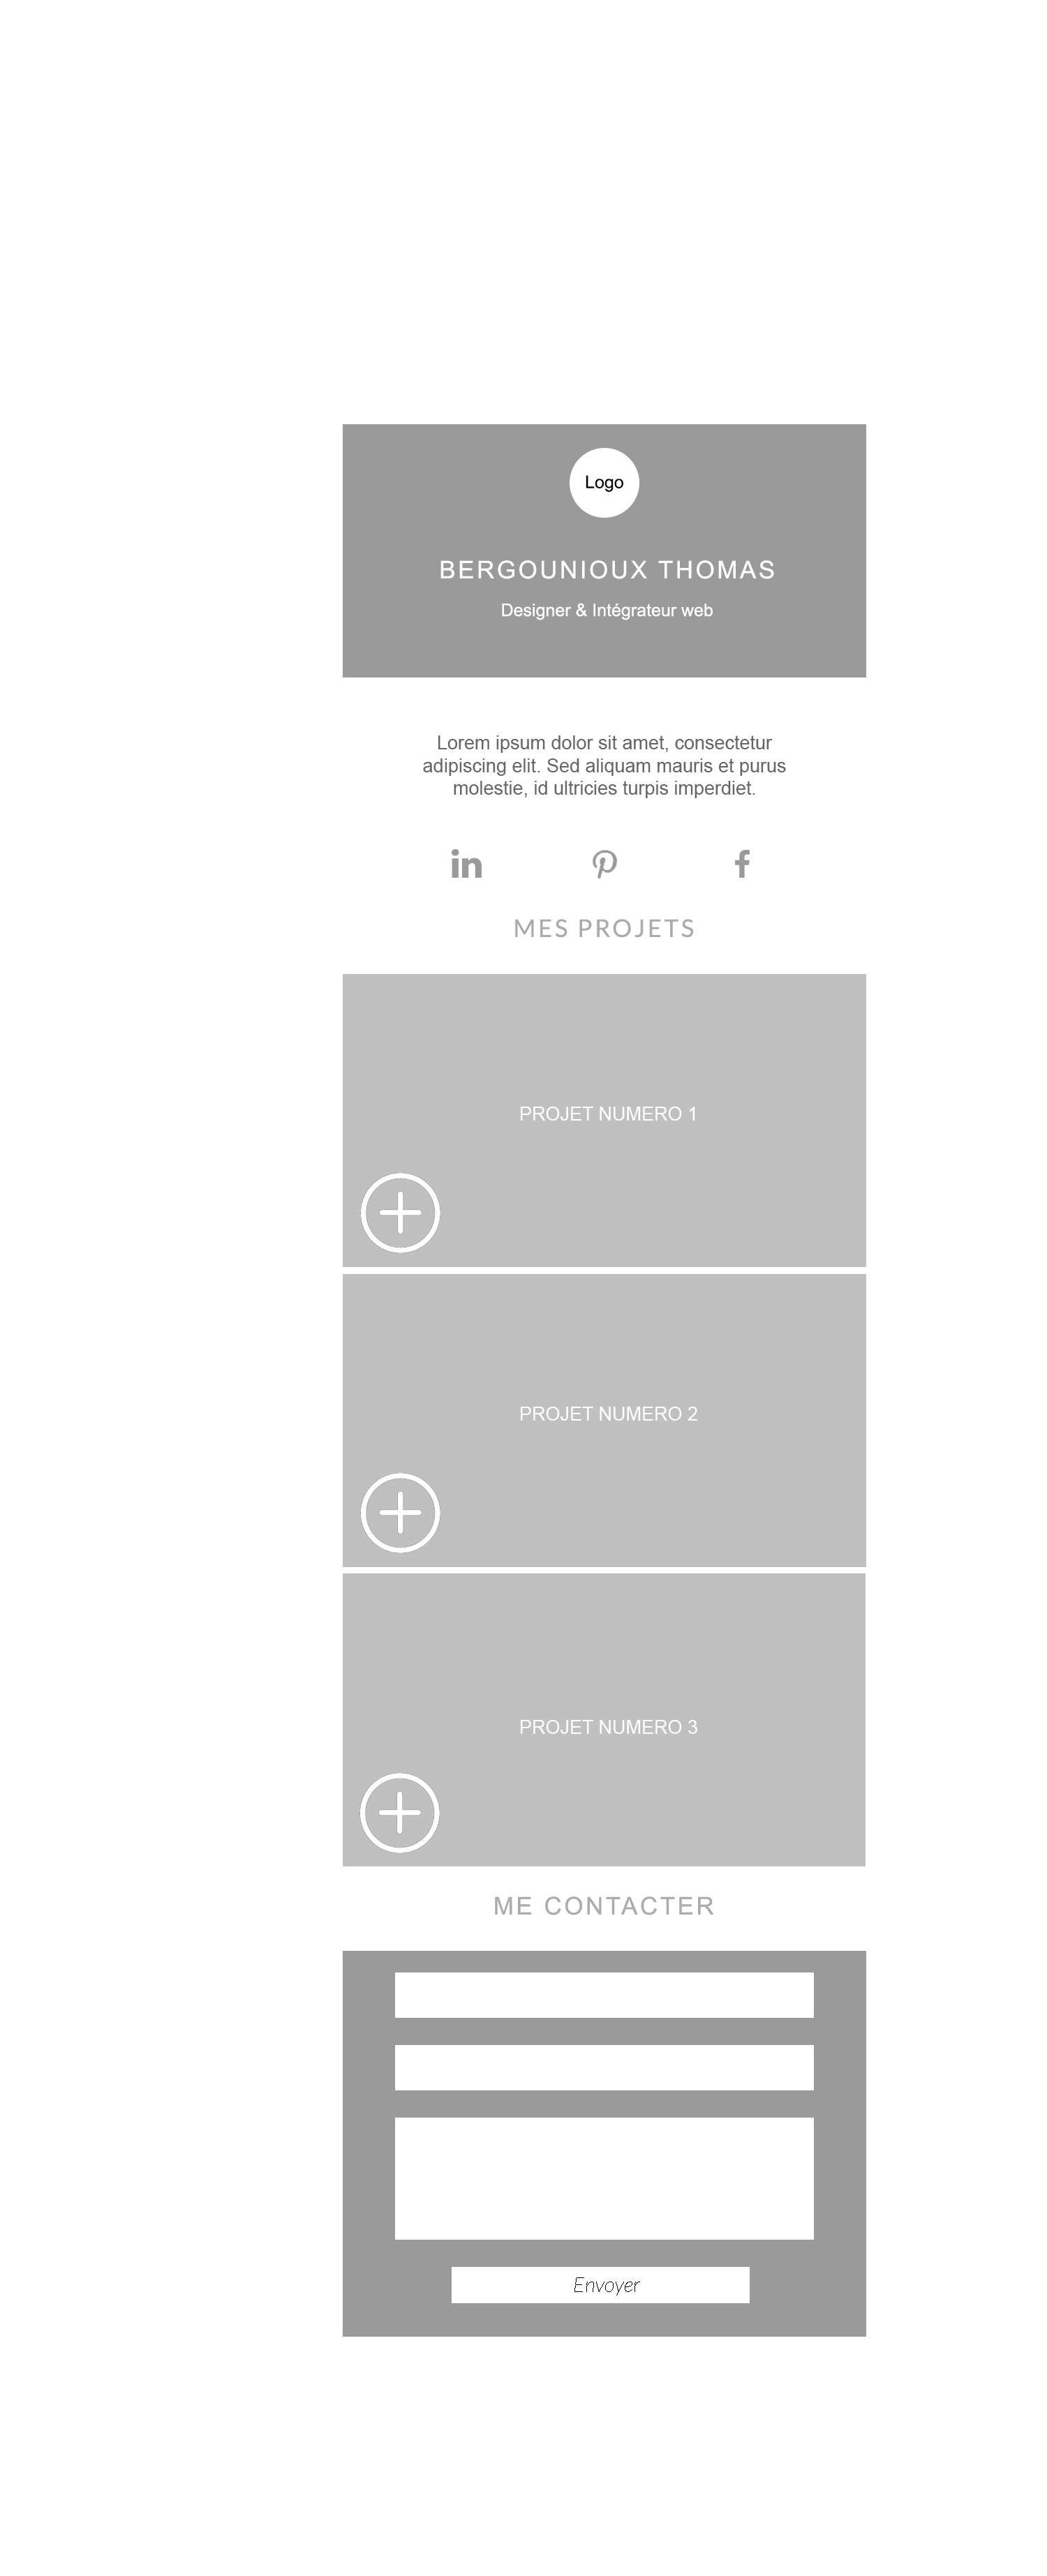 Logo
BERGOUNIOUX THOMAS
Designer & Intégrateur web
Lorem ipsum dolor sit amet, consectetur
adipiscing elit. Sed aliquam mauris et purus
molestie, id ultricies turpis imperdiet.
in
MES PROJETS
PROJET NUMERO 1
PROJET NUMERO 2
PROJET NUMERO 3
ME CONTACTER
Envoyer